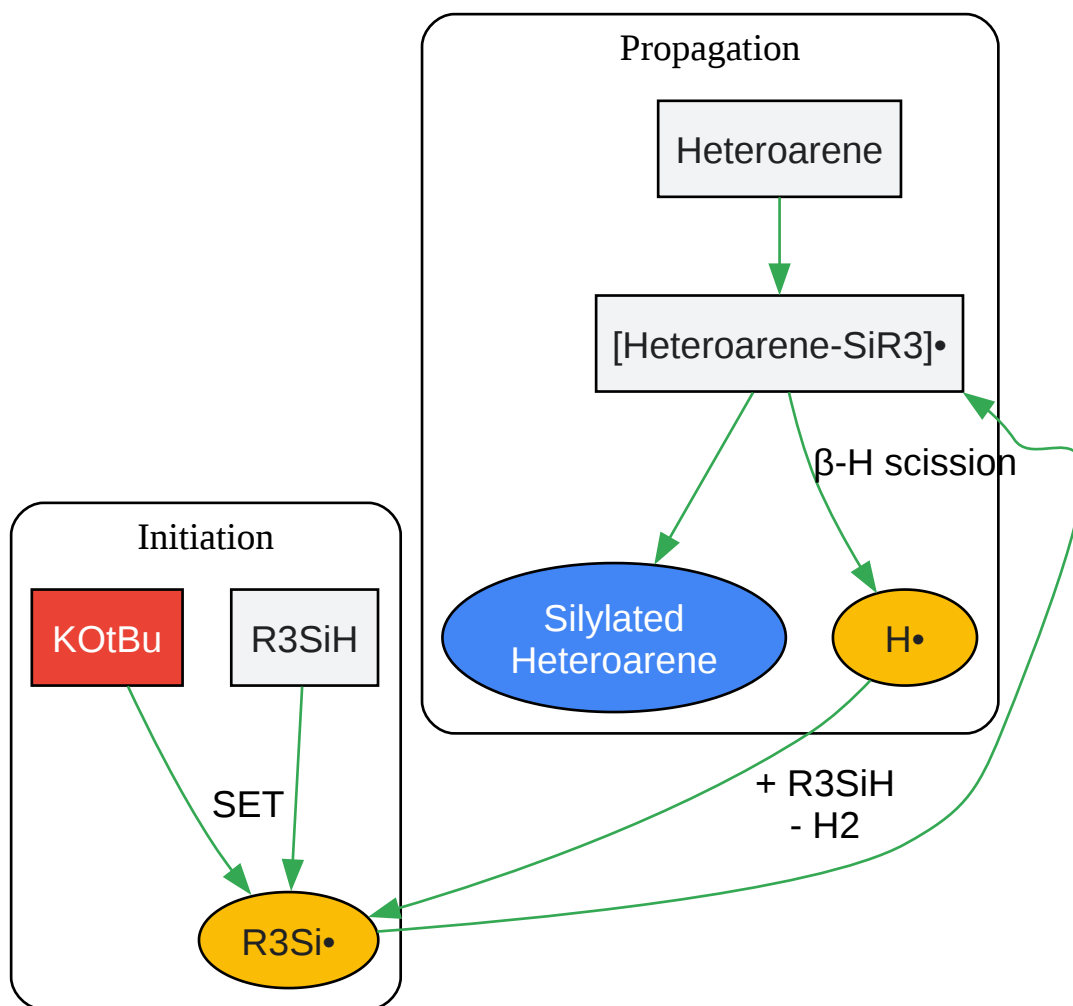 Propagation
Heteroarene
[Heteroarene-SiR3]•
β-H scission
Initiation
Silylated
Heteroarene
H•
KOtBu
R3SiH
SET
+ R3SiH
- H2
R3Si•